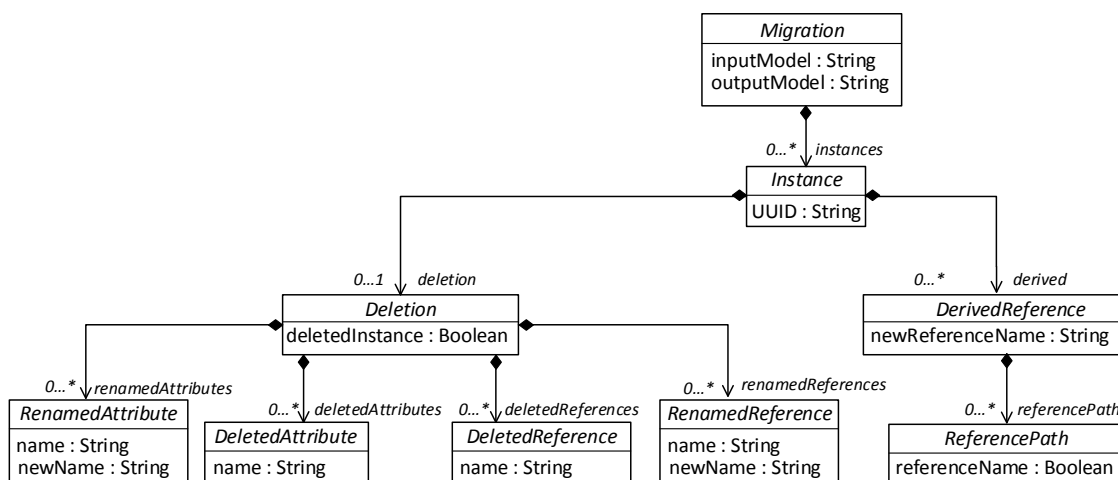 Migration
inputModel : String
outputModel : String
0...* instances
Instance
UUID : String
0...1 deletion
0...* derived
Deletion
deletedInstance : Boolean
DerivedReference
newReferenceName : String
0...* renamedAttributes
0...* deletedAttributes
0...* deletedReferences
0...* renamedReferences
0...* referencePath
RenamedAttribute
name : String
newName : String
DeletedAttribute
name : String
DeletedReference
name : String
RenamedReference
name : String
newName : String
ReferencePath
referenceName : Boolean